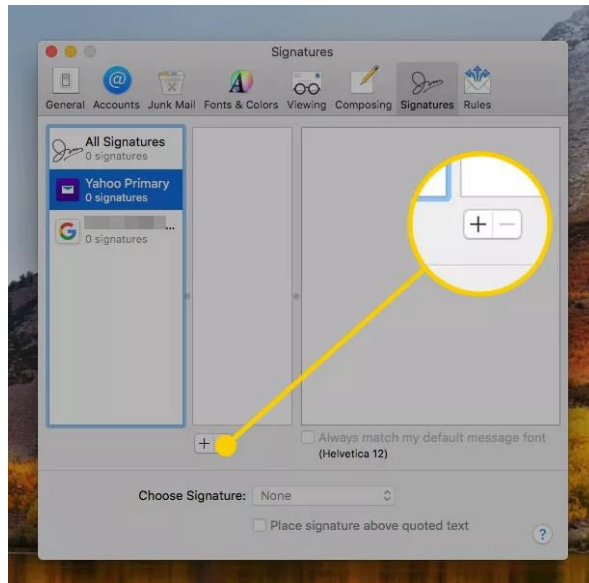 Signatures
General Accounts Junk Mail Fonts & Colors Viewing Composing Signatures Rules
All Signatures
0 signatures
Yahoo Primary
0 signatures
...
0 signatures
Always match my default message font
(Helvetica 12)
Choose Signature: None
Place signature above quoted text
?